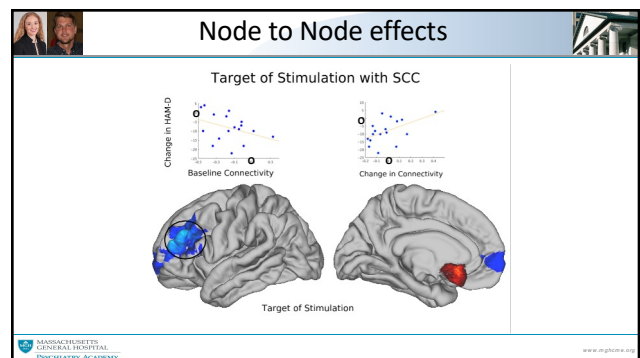 Node to Node effects
Target of Stimulation with SCC
Change in HAM-D
O
O
Baseline Connectivity
O
O
Change in Connectivity
Target of Stimulation
MASSACHUSETTS
GENERAL HOSPITAL
PSYCHIATRY ACADEMY
www.mghcme.org